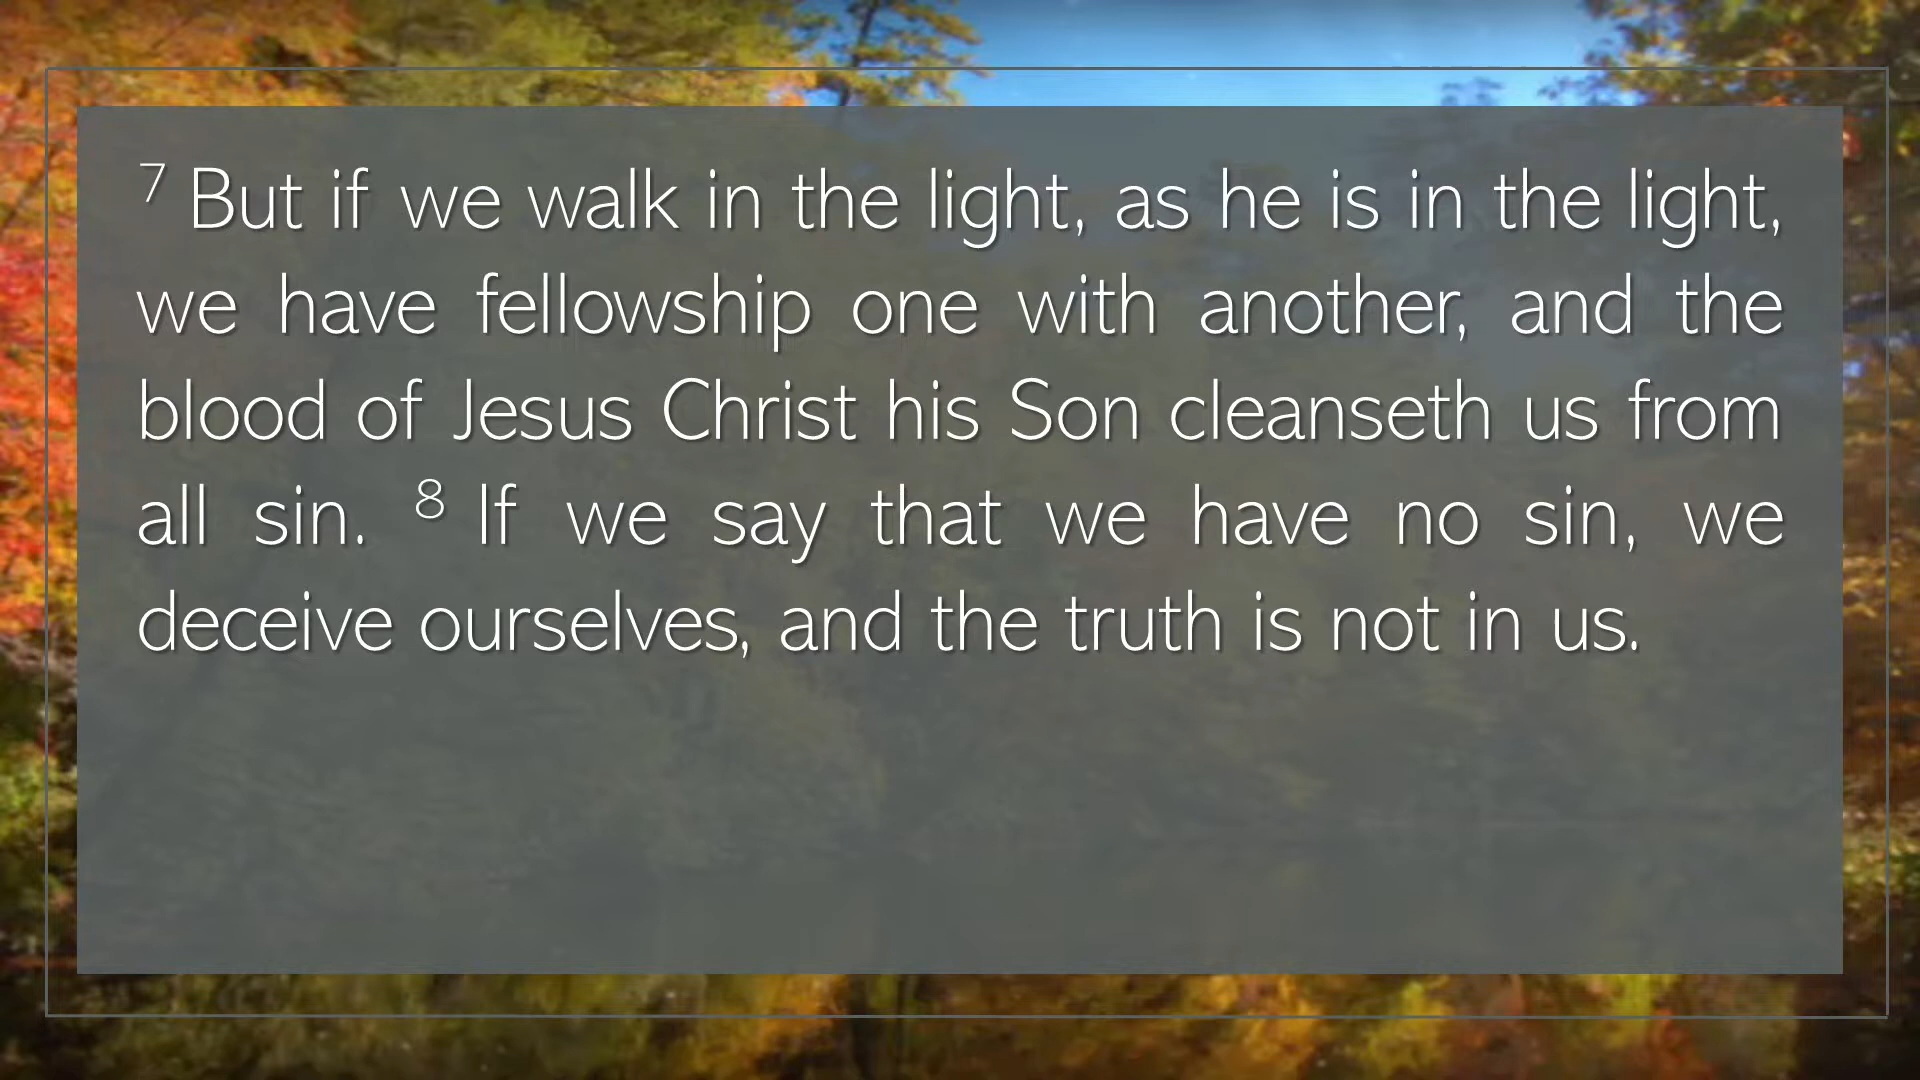 7 But if we walk in the light, as he is in the light,
we have fellowship one with another, and the
blood of Jesus Christ his Son cleanseth us from
all sin. 8 If we say that we have no sin, we
deceive ourselves, and the truth is not in us.